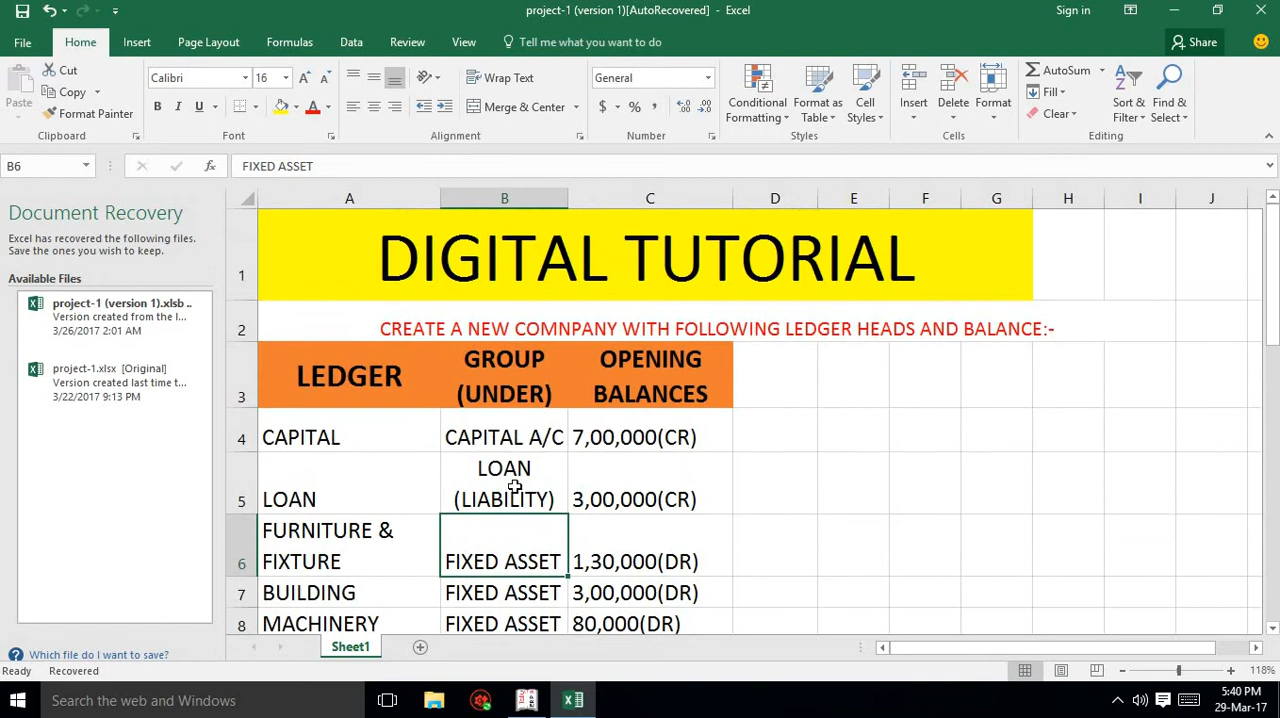 project-1 (version 1)[AutoRecovered] - Excel
Sign in
File
Home
Insert
Page Layout
Formulas
Data
Review
View
Tell me what you want to do
Share
Paste
Cut
Copy
Format Painter
Clipboard
Calibri
16
B I U
A
Font
Wrap Text
Merge & Center
Alignment
General
$ % ,
Number
Conditional
Formatting
Format as
Table
Cell
Styles
Styles
Insert
Delete
Format
Cells
AutoSum
Fill
Clear
Sort &
Filter
Find &
Select
Editing
B6
fx
FIXED ASSET
Document Recovery
Excel has recovered the following files.
Save the ones you wish to keep.
Available Files
project-1 (version 1).xlsb ..
Version created from the l...
3/26/2017 2:01 AM
project-1.xlsx [Original]
Version created last time t...
3/22/2017 9:13 PM
Which file do I want to save?
A B C D E F G H I J
1 DIGITAL TUTORIAL
2 CREATE A NEW COMNPANY WITH FOLLOWING LEDGER HEADS AND BALANCE:-
3 LEDGER
GROUP
(UNDER)
OPENING
BALANCES
4 CAPITAL CAPITAL A/C 7,00,000(CR)
5 LOAN
LOAN
(LIABILITY)
3,00,000(CR)
6 FURNITURE &
FIXTURE
FIXED ASSET 1,30,000(DR)
7 BUILDING FIXED ASSET 3,00,000(DR)
8 MACHINERY FIXED ASSET 80,000(DR)
Sheet1
Ready
Recovered
118%
Search the web and Windows
5:40 PM
29-Mar-17